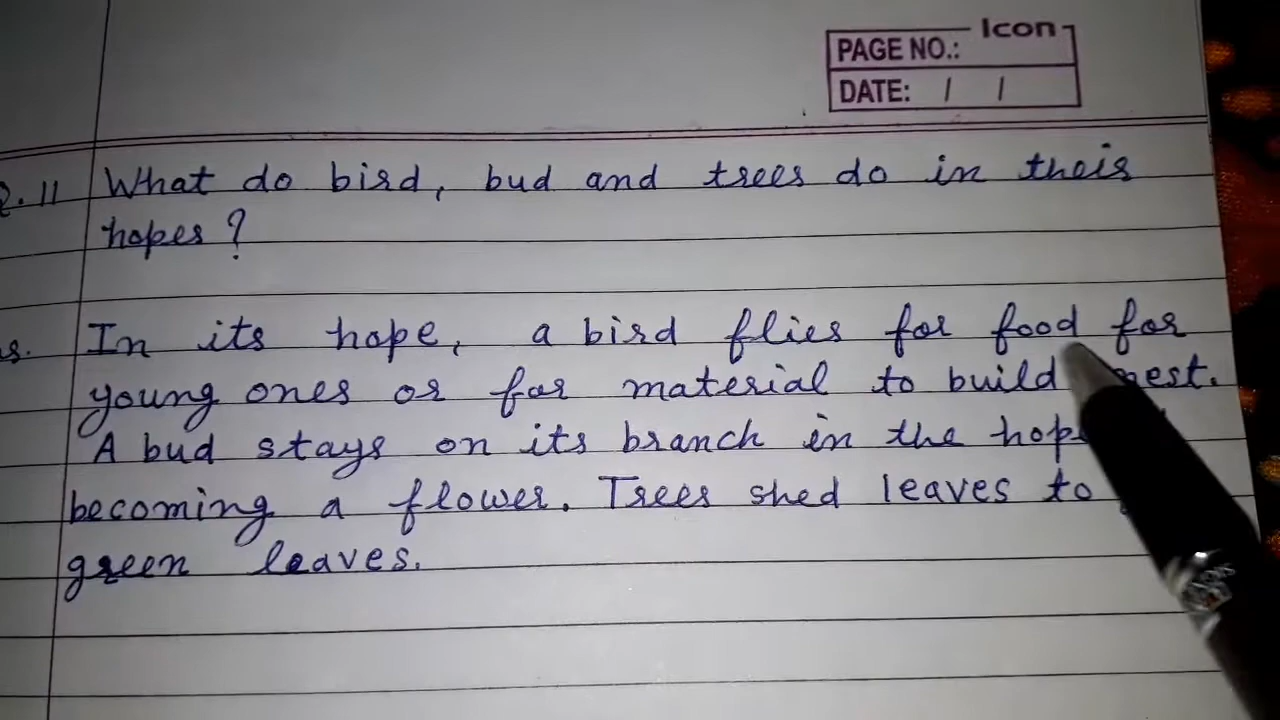 Icon
PAGE NO.:
DATE: / /
Q.11 What do bird, bud and trees do in their
hopes?
In its hope, a bird flies for food for
young ones or for material to build nest.
A bud stays on its branch in the
becoming a flower. Trees shed leaves to
green leaves.